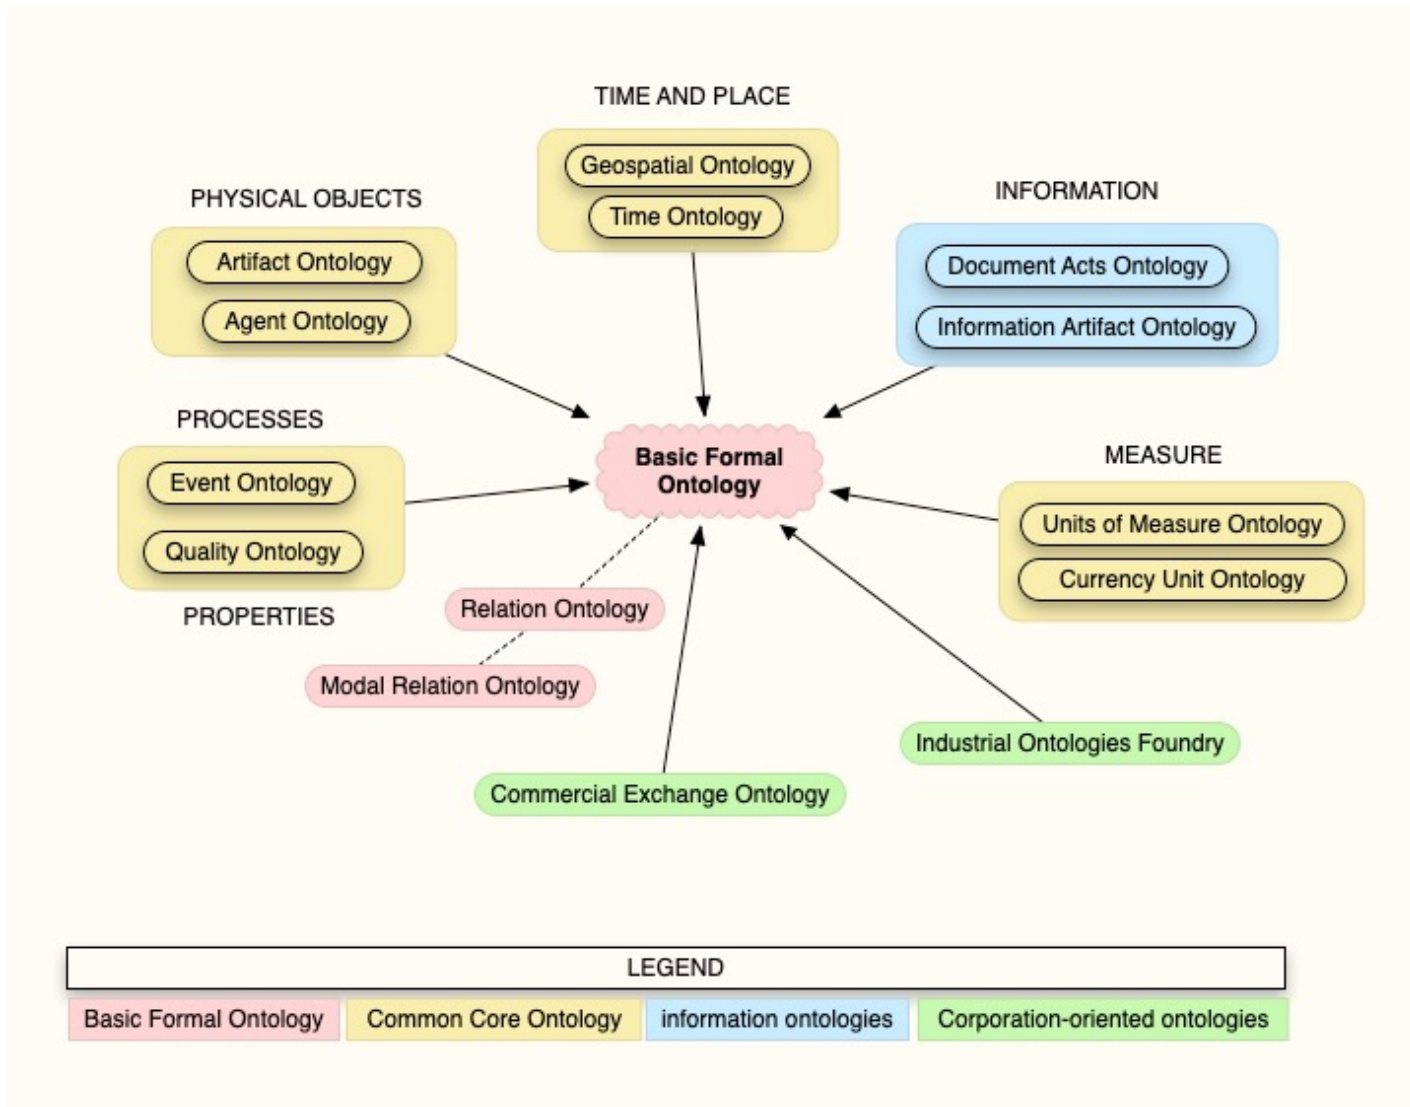 TIME AND PLACE
Geospatial Ontology
Time Ontology
PHYSICAL OBJECTS
Artifact Ontology
Agent Ontology
INFORMATION
Document Acts Ontology
Information Artifact Ontology
PROCESSES
Event Ontology
Quality Ontology
PROPERTIES
Basic Formal
Ontology
MEASURE
Units of Measure Ontology
Currency Unit Ontology
Relation Ontology
Modal Relation Ontology
Industrial Ontologies Foundry
Commercial Exchange Ontology
LEGEND
Basic Formal Ontology
Common Core Ontology
information ontologies
Corporation-oriented ontologies